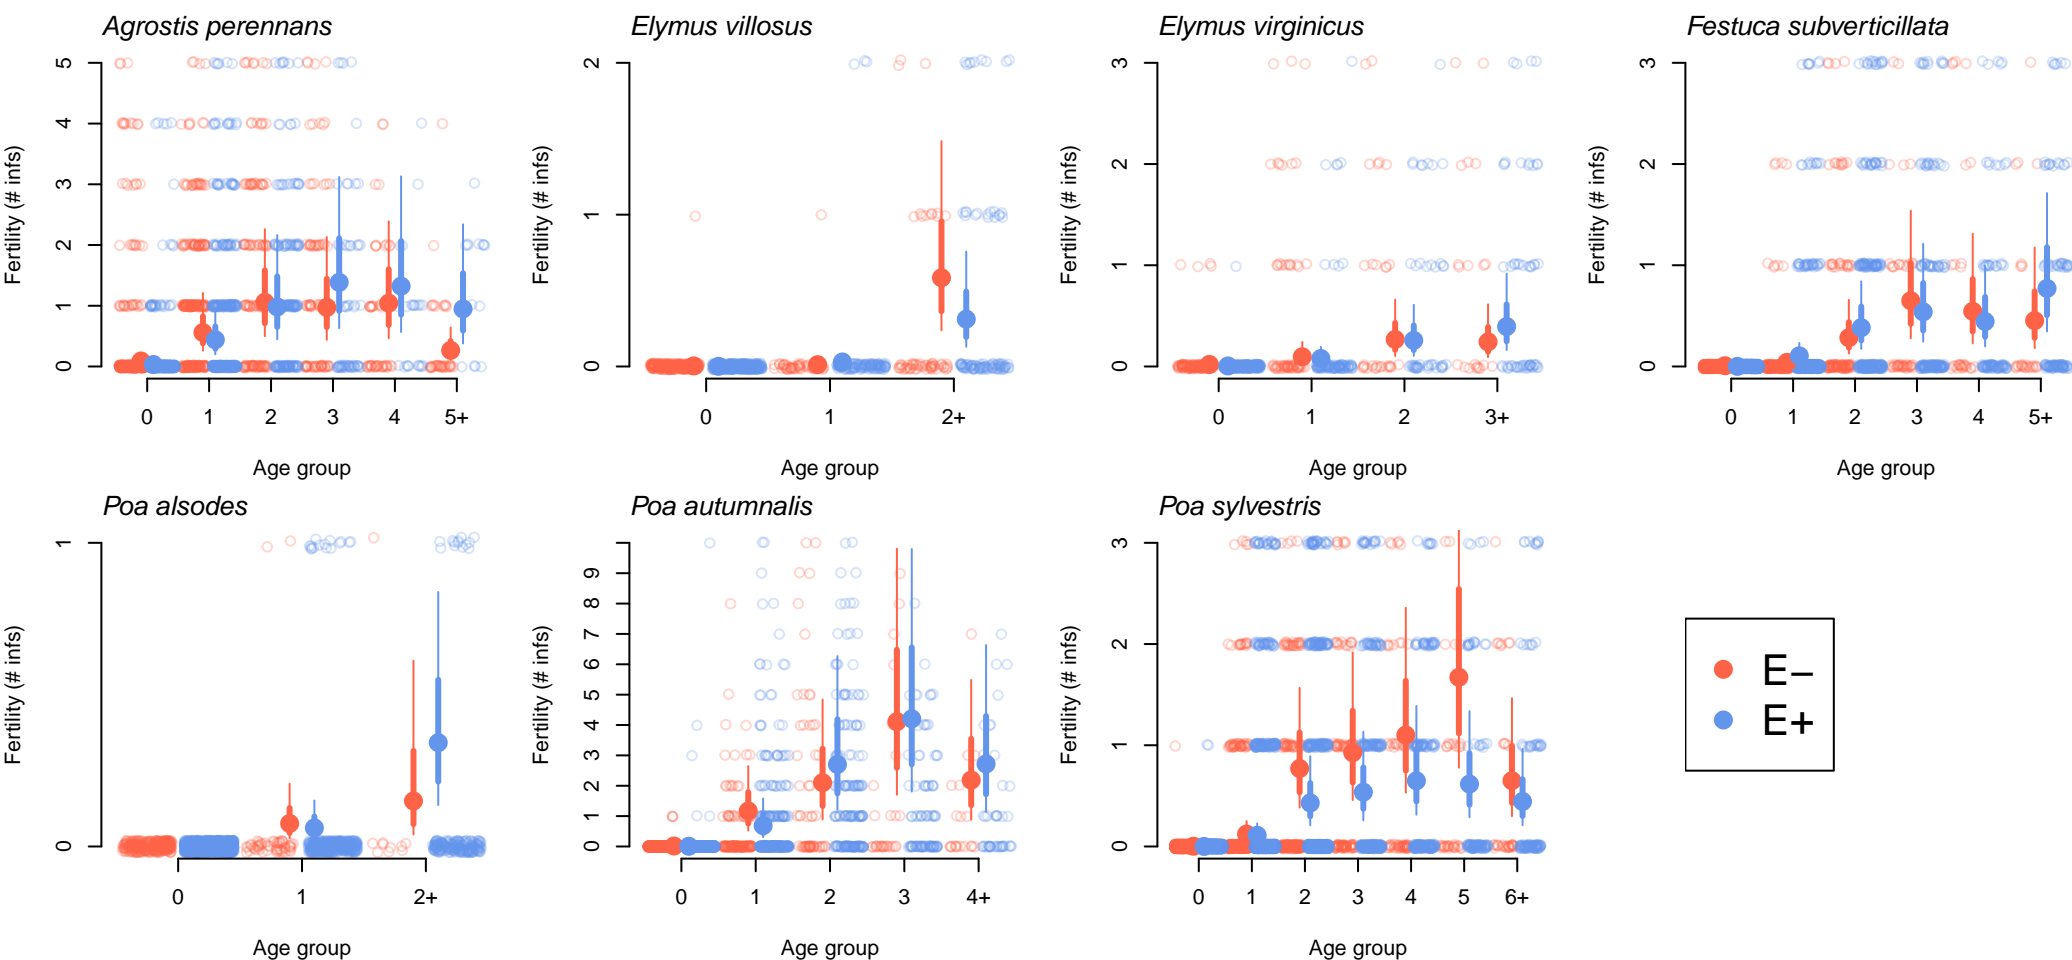 Agrostis perennans
Fertility (# infs)
5
4
3
2
1
0
0 1 2 3 4 5+
Age group
Elymus villosus
Fertility (# infs)
2
1
0
0 1 2+
Age group
Elymus virginicus
Fertility (# infs)
3
2
1
0
0 1 2 3+
Age group
Festuca subverticillata
Fertility (# infs)
3
2
1
0
0 1 2 3 4 5+
Age group
Poa alsodes
Fertility (# infs)
1
0
0 1 2+
Age group
Poa autumnalis
Fertility (# infs)
9
8
7
6
5
4
3
2
1
0
0 1 2 3 4+
Age group
Poa sylvestris
Fertility (# infs)
3
2
1
0
0 1 2 3 4 5 6+
Age group
E−
E+